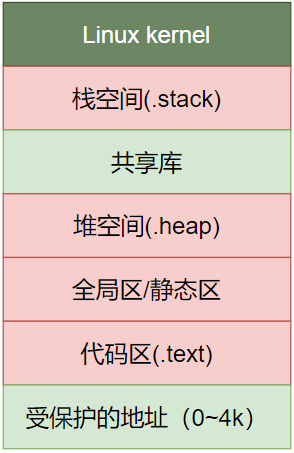 Linux kernel
栈空间(.stack)
共享库
堆空间(.heap)
全局区/静态区
代码区(.text)
受保护的地址（0~4k）